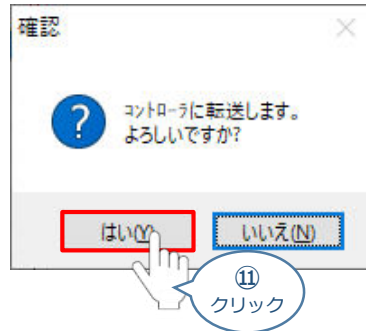 確認
コントローラに転送します。
よろしいですか?
はい(Y)
いいえ(N)
⑪
クリック